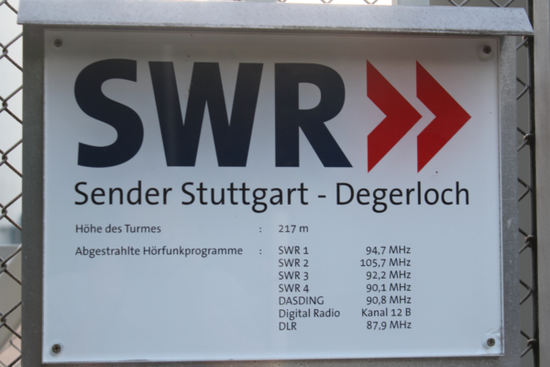 SWR
Sender Stuttgart - Degerloch
Höhe des Turmes : 217 m
Abgestrahlte Hörfunkprogramme : SWR 1 94,7 MHz
SWR 2 105,7 MHz
SWR 3 92,2 MHz
SWR 4 90,1 MHz
DASDING 90,8 MHz
Digital Radio Kanal 12 B
DLR 87,9 MHz